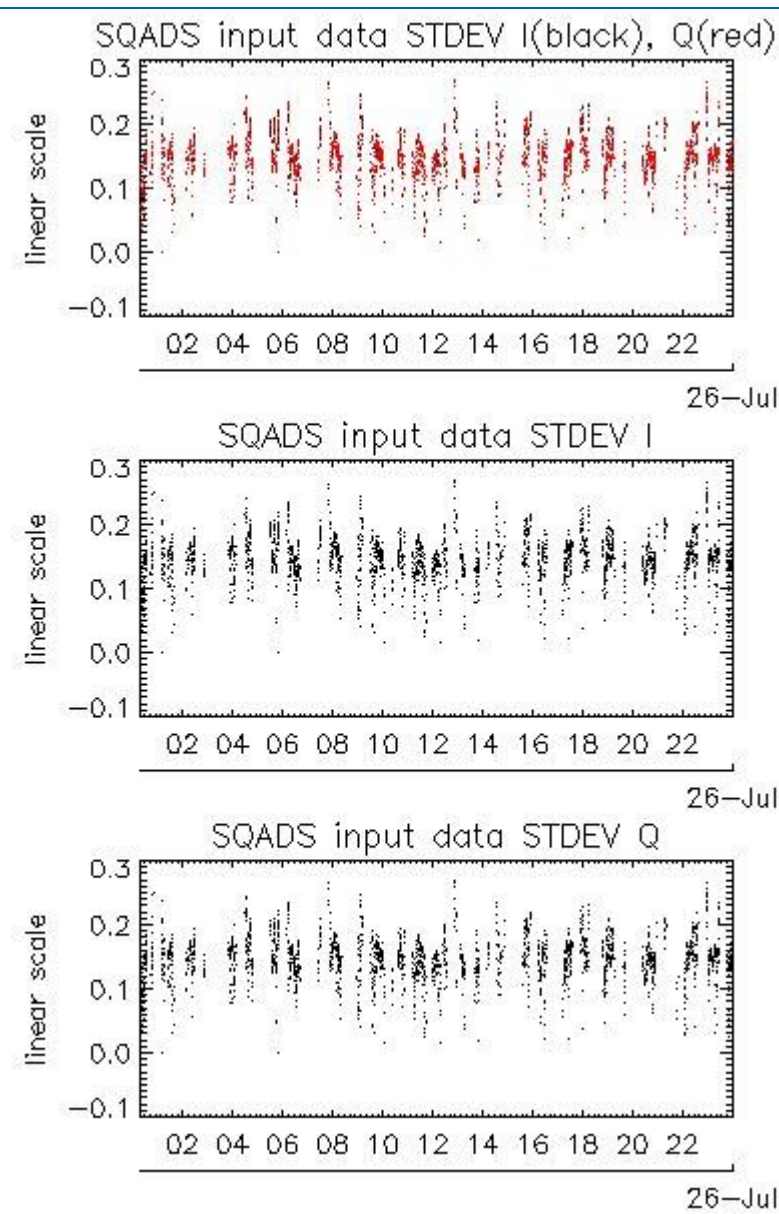 SQADS input data STDEV I(black), Q(red)
0.3
0.2
0.1
0.0
−0.1
linear scale
02 04 06 08 10 12 14 16 18 20 22
26−Jul
SQADS input data STDEV I
0.3
0.2
0.1
0.0
−0.1
linear scale
02 04 06 08 10 12 14 16 18 20 22
26−Jul
SQADS input data STDEV Q
0.3
0.2
0.1
0.0
−0.1
linear scale
02 04 06 08 10 12 14 16 18 20 22
26−Jul